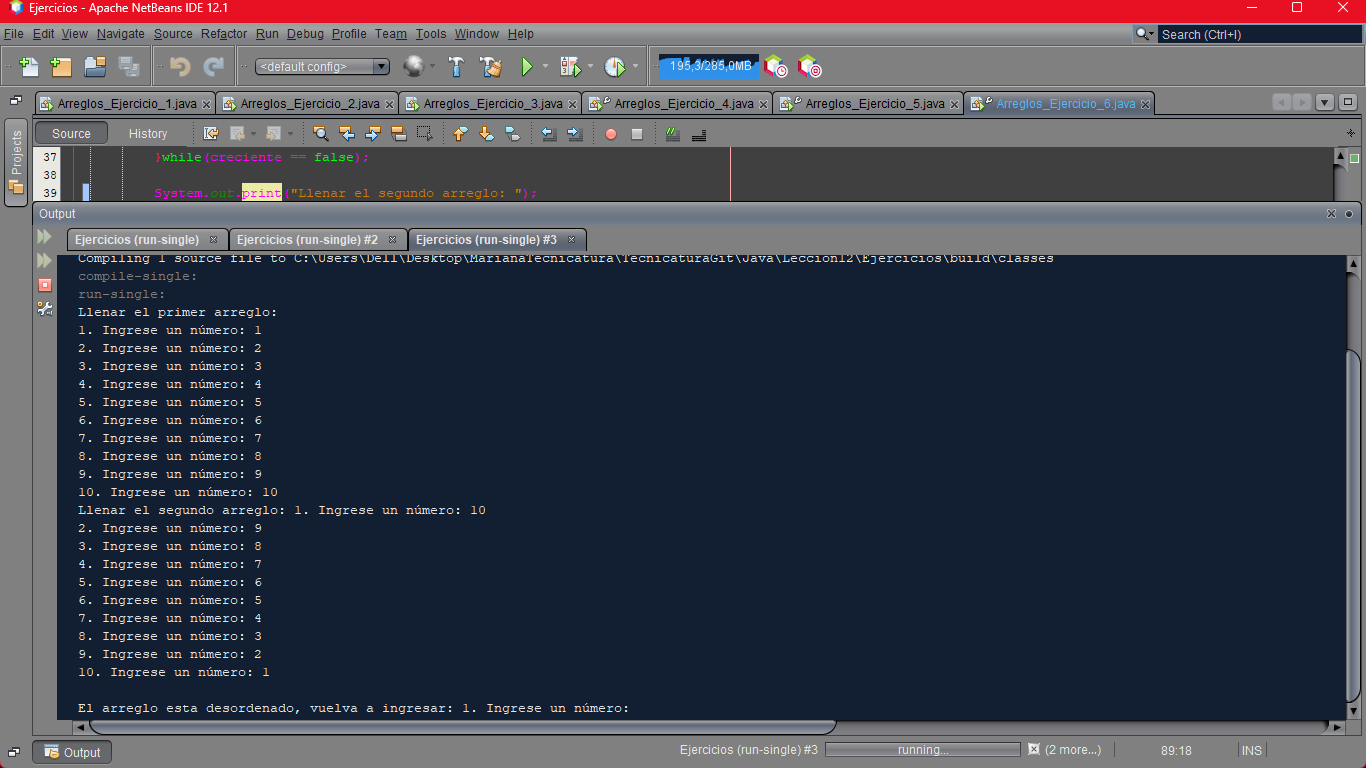 Ejercicios - Apache NetBeans IDE 12.1
File Edit View Navigate Source Refactor Run Debug Profile Team Tools Window Help
Search (Ctrl+I)
<default config>
195,3/285,0MB
Arreglos_Ejercicio_1.java Arreglos_Ejercicio_2.java Arreglos_Ejercicio_3.java Arreglos_Ejercicio_4.java Arreglos_Ejercicio_5.java Arreglos_Ejercicio_6.java
Projects
Source History
37 }while(creciente == false);
38
39 System.out.print("Llenar el segundo arreglo: ");
Output
Ejercicios (run-single) Ejercicios (run-single) #2 Ejercicios (run-single) #3
Compiling 1 source file to C:\Users\Dell\Desktop\MarianaTecnicatura\TecnicaturaGit\Java\Leccion12\Ejercicios\build\classes
compile-single:
run-single:
Llenar el primer arreglo:
1. Ingrese un número: 1
2. Ingrese un número: 2
3. Ingrese un número: 3
4. Ingrese un número: 4
5. Ingrese un número: 5
6. Ingrese un número: 6
7. Ingrese un número: 7
8. Ingrese un número: 8
9. Ingrese un número: 9
10. Ingrese un número: 10
Llenar el segundo arreglo: 1. Ingrese un número: 10
2. Ingrese un número: 9
3. Ingrese un número: 8
4. Ingrese un número: 7
5. Ingrese un número: 6
6. Ingrese un número: 5
7. Ingrese un número: 4
8. Ingrese un número: 3
9. Ingrese un número: 2
10. Ingrese un número: 1
El arreglo esta desordenado, vuelva a ingresar: 1. Ingrese un número:
Output
Ejercicios (run-single) #3 running... (2 more...) 89:18 INS